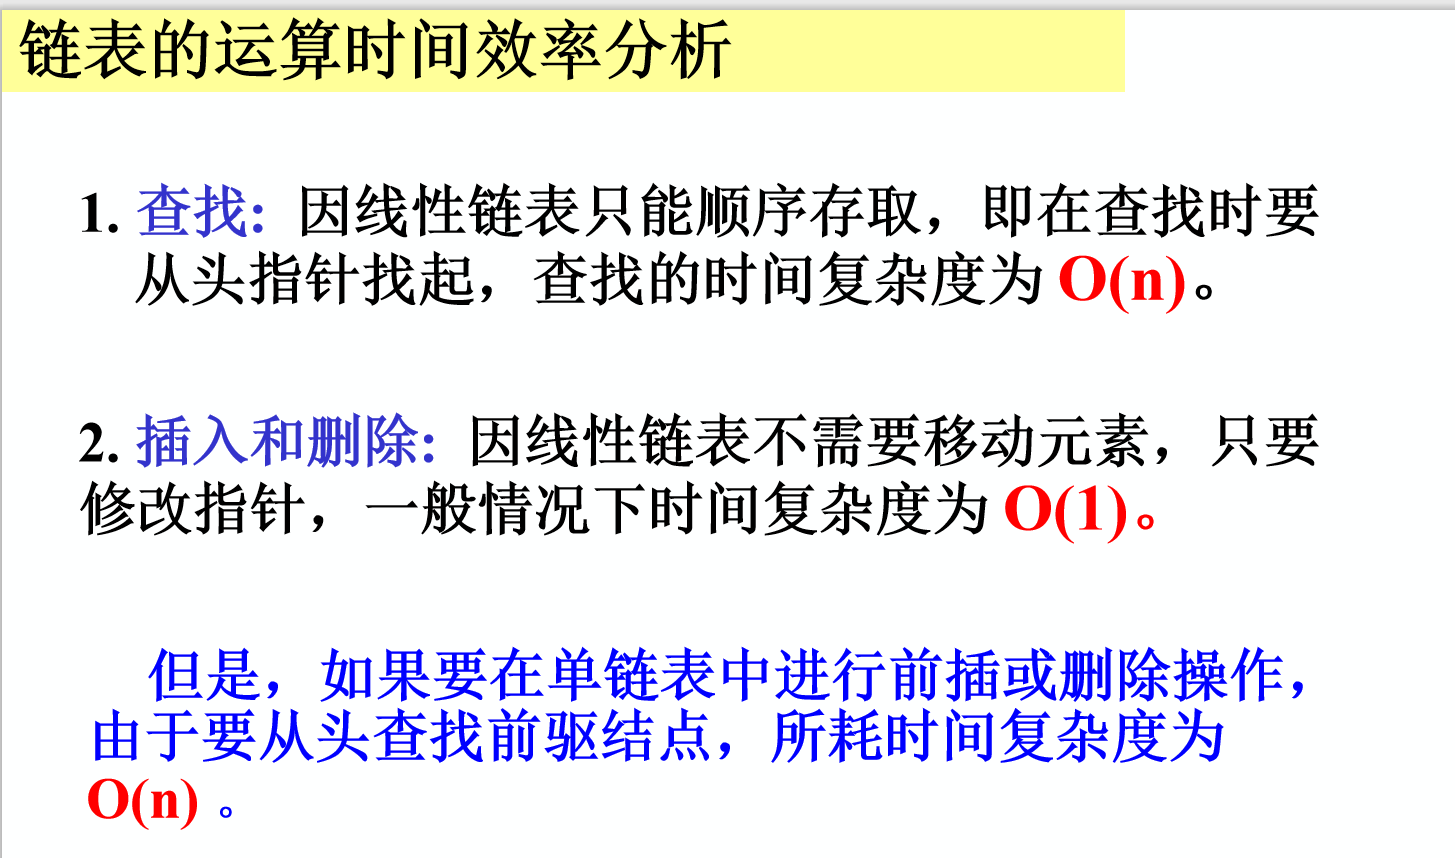 链表的运算时间效率分析
1. 查找: 因线性链表只能顺序存取，即在查找时要
从头指针找起，查找的时间复杂度为 O(n)。
2. 插入和删除: 因线性链表不需要移动元素，只要
修改指针，一般情况下时间复杂度为 O(1)。
但是，如果要在单链表中进行前插或删除操作，
由于要从头查找前驱结点，所耗时间复杂度为
O(n) 。